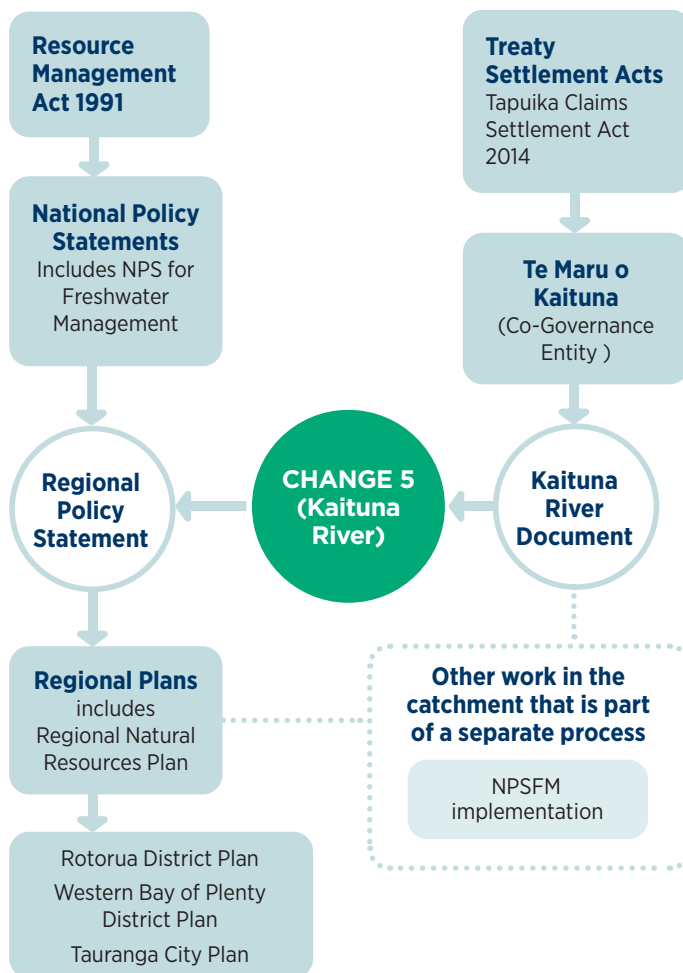 Resource
Management
Act 1991
Treaty
Settlement Acts
Tapuika Claims
Settlement Act
2014
National Policy
Statements
Includes NPS for
Freshwater
Management
Te Maru o
Kaituna
(Co-Governance
Entity )
Regional
Policy
Statement
CHANGE 5
(Kaituna
River)
Kaituna
River
Document
Regional Plans
includes
Regional Natural
Resources Plan
Other work in the
catchment that is part
of a separate process
NPSFM
implementation
Rotorua District Plan
Western Bay of Plenty
District Plan
Tauranga City Plan